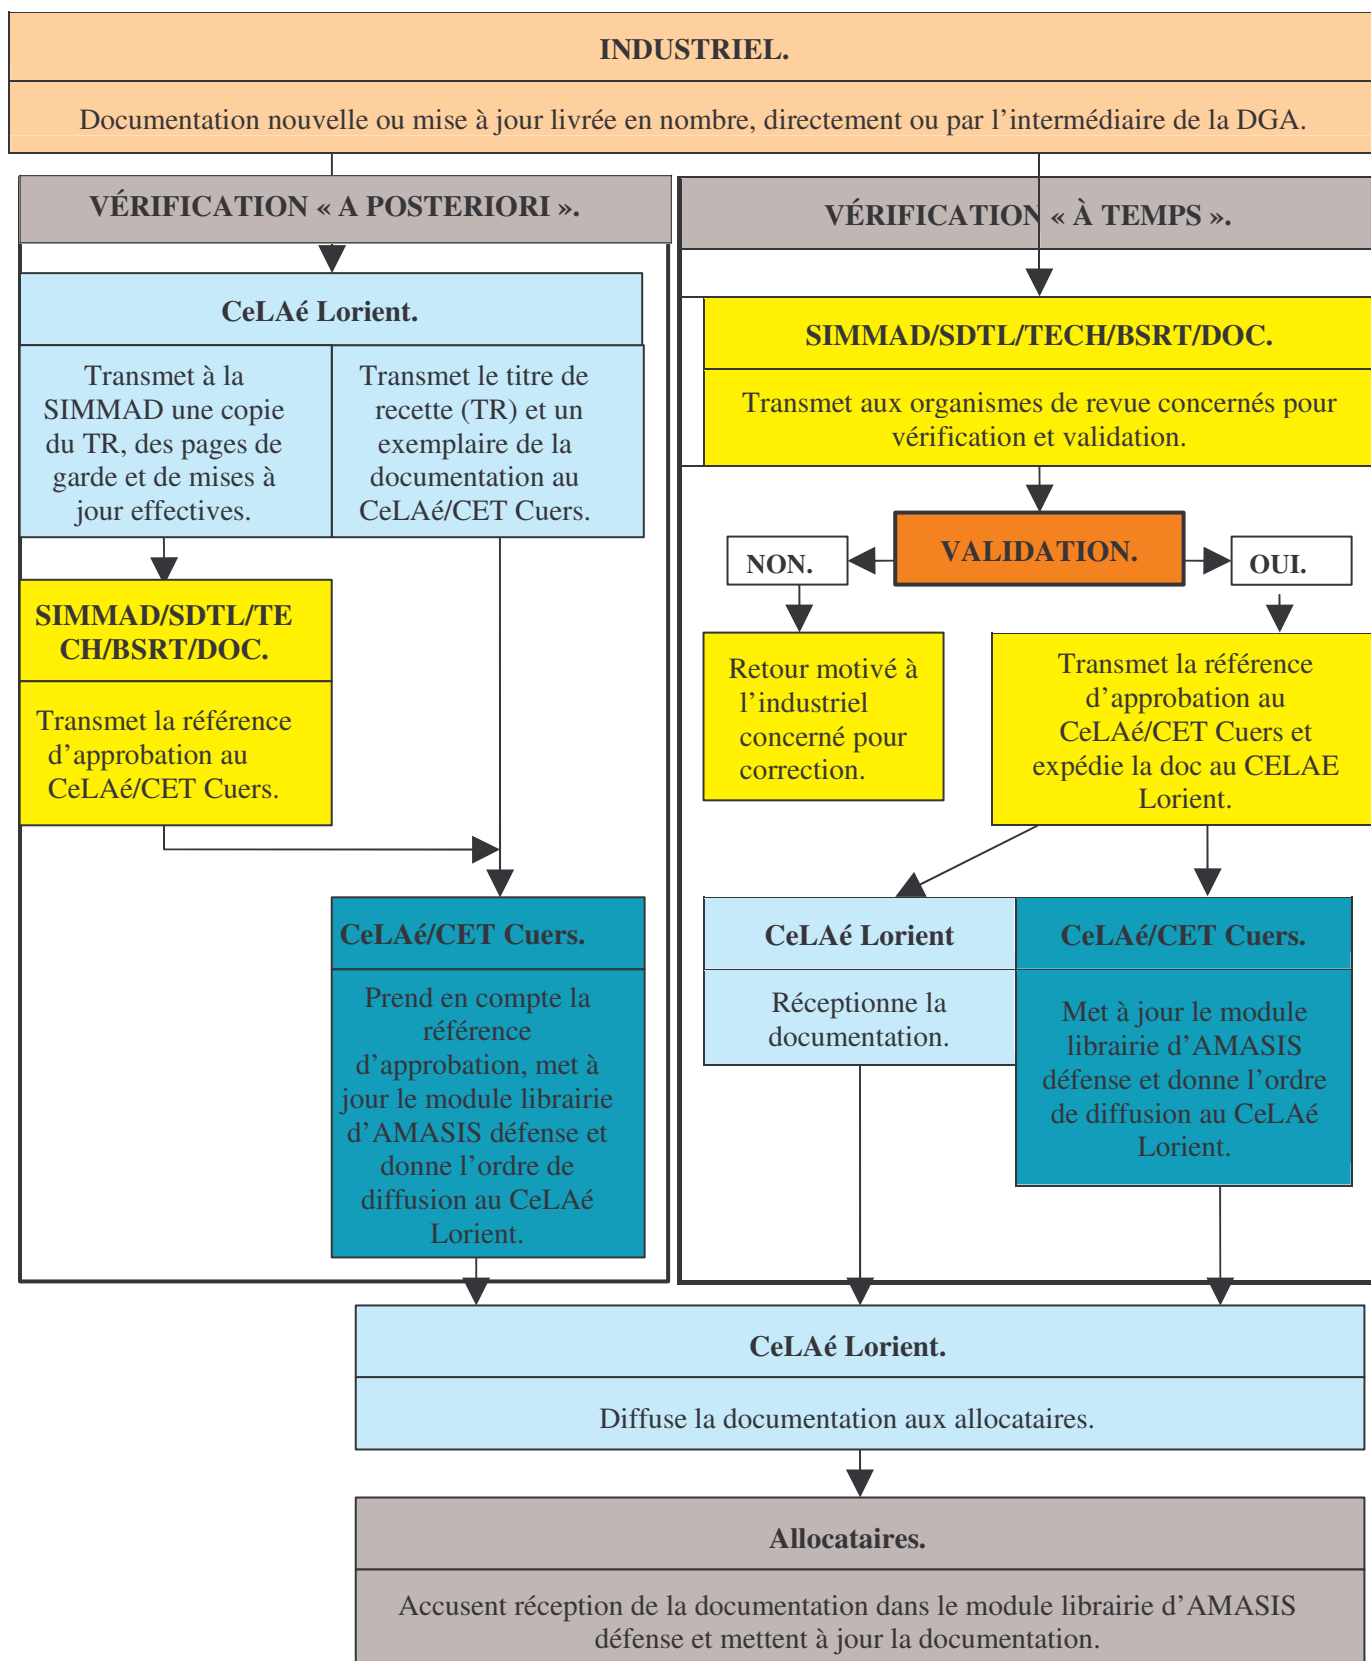 INDUSTRIEL.
Documentation nouvelle ou mise à jour livrée en nombre, directement ou par l’intermédiaire de la DGA.
VÉRIFICATION « A POSTERIORI ».
CeLAé Lorient.
Transmet à la
SIMMAD une copie
du TR, des pages de
garde et de mises à
jour effectives.
Transmet le titre de
recette (TR) et un
exemplaire de la
documentation au
CeLAé/CET Cuers.
SIMMAD/SDTL/TE
CH/BSRT/DOC.
Transmet la référence
d’approbation au
CeLAé/CET Cuers.
CeLAé/CET Cuers.
Prend en compte la
référence
d’approbation, met à
jour le module librairie
d’AMASIS défense et
donne l’ordre de
diffusion au CeLAé
Lorient.
VÉRIFICATION « À TEMPS ».
SIMMAD/SDTL/TECH/BSRT/DOC.
Transmet aux organismes de revue concernés pour
vérification et validation.
VALIDATION.
NON.
OUI.
Retour motivé à
l’industriel
concerné pour
correction.
Transmet la référence
d’approbation au
CeLAé/CET Cuers et
expédie la doc au CELAE
Lorient.
CeLAé Lorient
Réceptionne la
documentation.
CeLAé/CET Cuers.
Met à jour le module
librairie d’AMASIS
défense et donne l’ordre
de diffusion au CeLAé
Lorient.
CeLAé Lorient.
Diffuse la documentation aux allocataires.
Allocataires.
Accusent réception de la documentation dans le module librairie d’AMASIS
défense et mettent à jour la documentation.